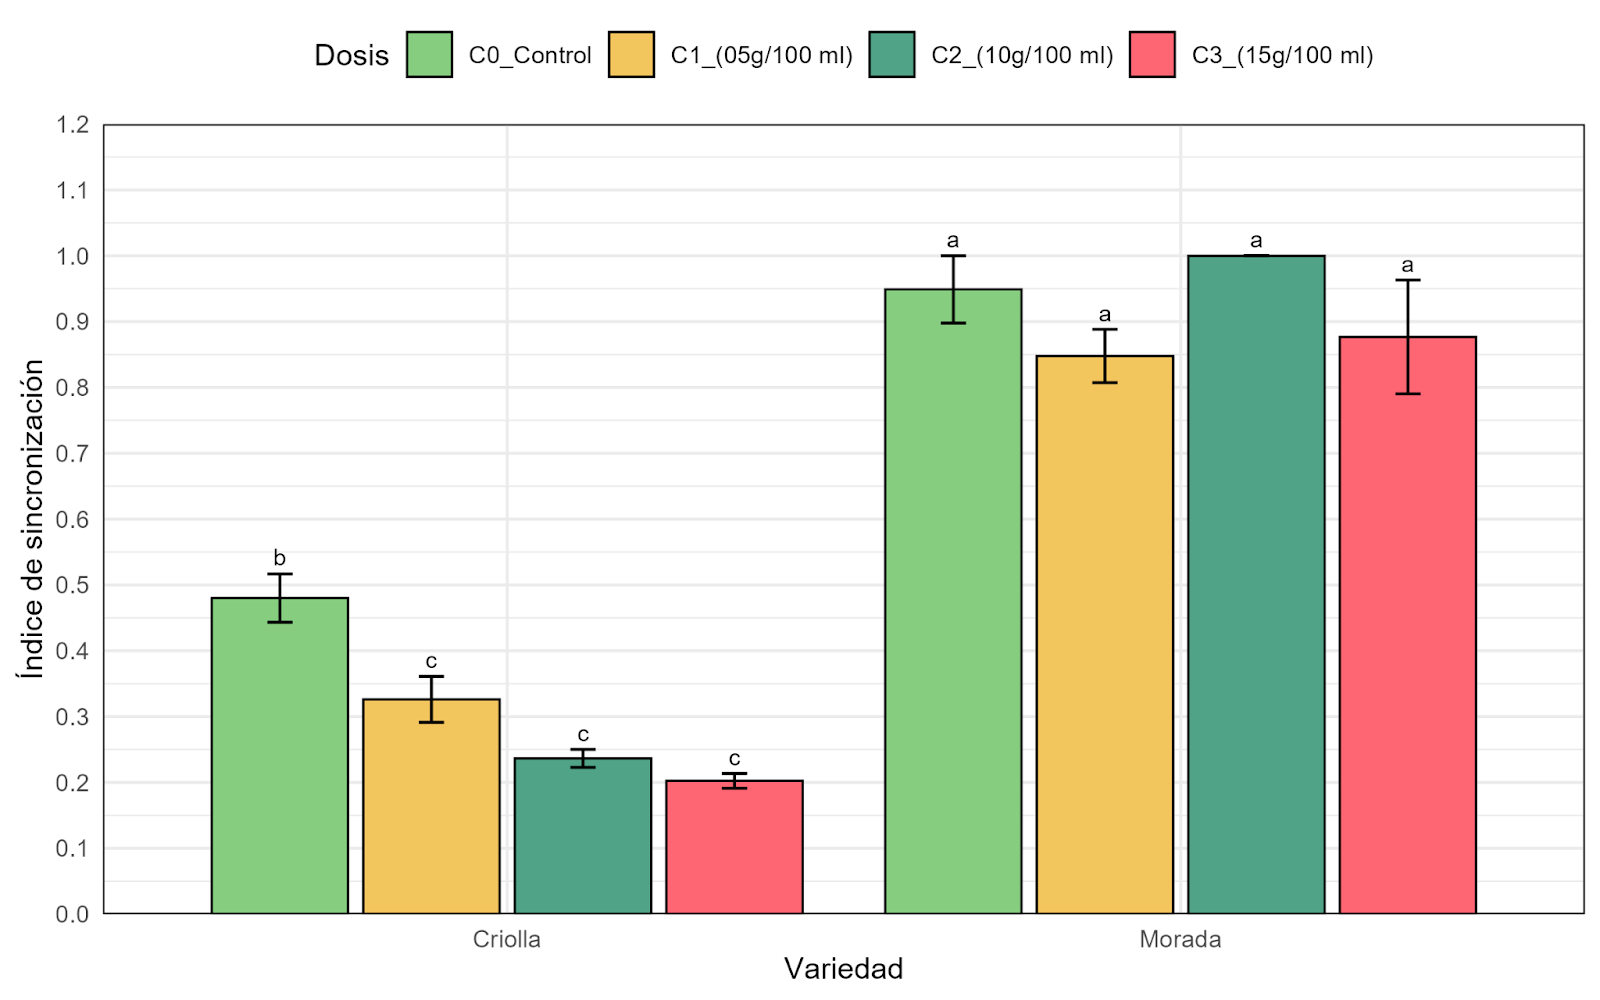 Dosis C0_Control C1_(05g/100 ml) C2_(10g/100 ml) C3_(15g/100 ml)
Índice de sincronización
1.2
1.1
1.0
0.9
0.8
0.7
0.6
0.5
0.4
0.3
0.2
0.1
0.0
b
c
c
c
a
a
a
a
Criolla Morada
Variedad